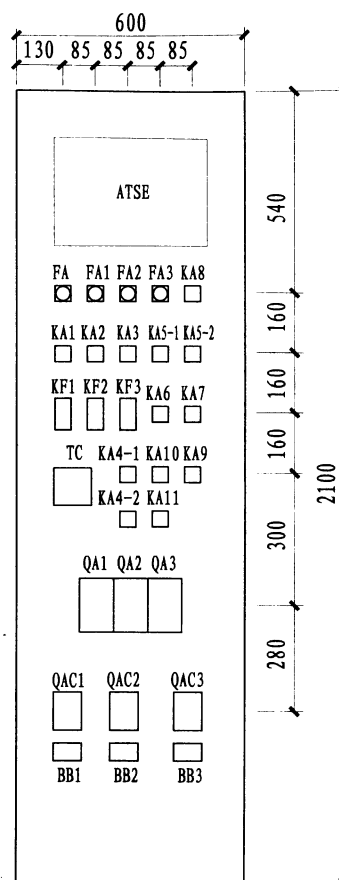 600
130 85 85 85 85
ATSE
540
FA FA1 FA2 FA3 KA8
160
KA1 KA2 KA3 KA5-1 KA5-2
160
KF1 KF2 KF3 KA6 KA7
160
TC KA4-1 KA10 KA9
2100
KA4-2 KA11
300
QA1 QA2 QA3
280
QAC1 QAC2 QAC3
BB1 BB2 BB3